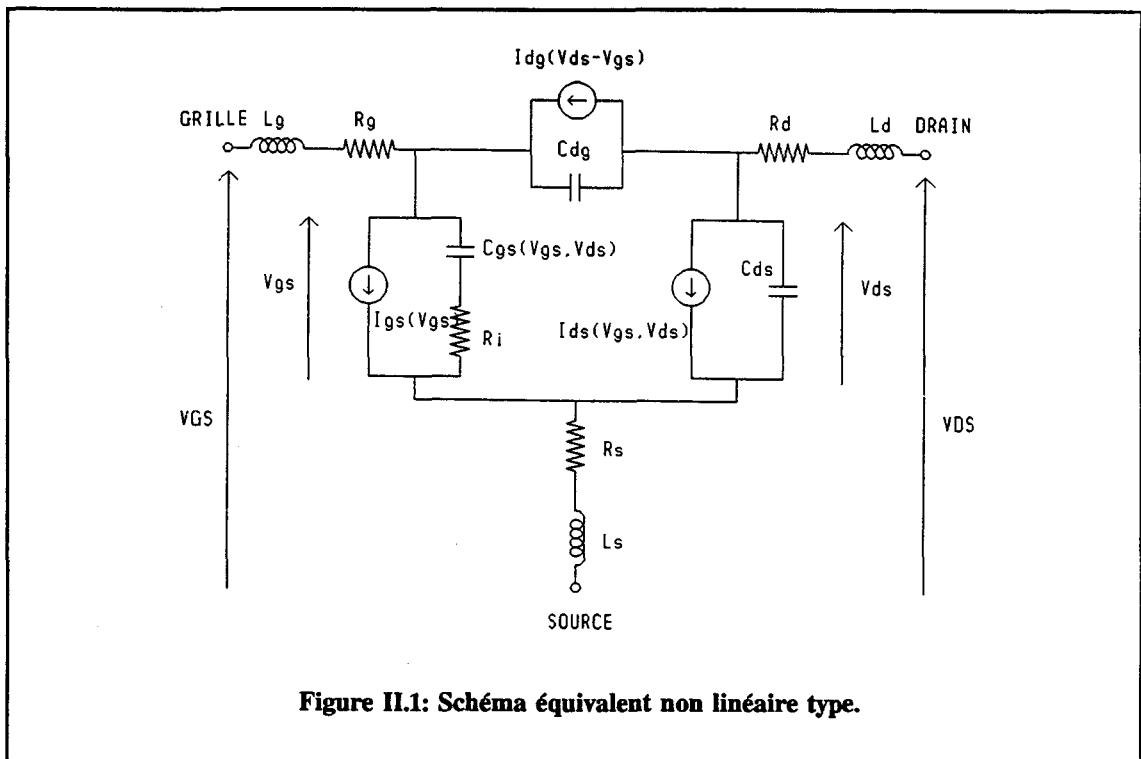 Idg(Vds-Vgs)
GRILLE Lg Rg
Rd Ld DRAIN
Cdg
Vgs
Cgs(Vgs.Vds)
Igs(Vgs)
Ri
Cds
Ids(Vgs.Vds)
Vds
VGS
VDS
Rs
Ls
SOURCE
Figure II.1: Schéma équivalent non linéaire type.